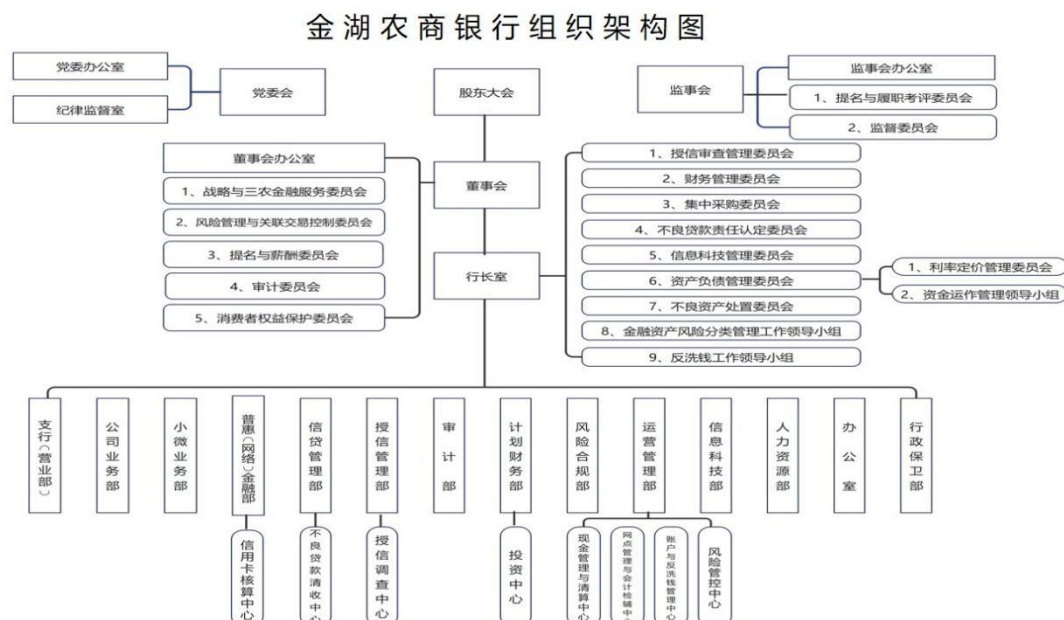 金湖农商银行组织架构图
党委办公室
纪律监督室
党委会
股东大会
监事会
监事会办公室
1、提名与履职考评委员会
2、监督委员会
董事会办公室
1、战略与三农金融服务委员会
2、风险管理与关联交易控制委员会
3、提名与薪酬委员会
4、审计委员会
5、消费者权益保护委员会
董事会
行长室
1、授信审查管理委员会
2、财务管理委员会
3、集中采购委员会
4、不良贷款责任认定委员会
5、信息科技管理委员会
6、资产负债管理委员会
7、不良资产处置委员会
8、金融资产风险分类管理工作领导小组
9、反洗钱工作领导小组
1、利率定价管理委员会
2、资金运作管理领导小组
支行(营业部)
公司业务部
小微业务部
普惠(网络)金融部
信贷管理部
授信管理部
审计部
计划财务部
风险合规部
运营管理部
信息科技部
人力资源部
办公室
行政保卫部
信用卡核算中心
不良贷款清收中心
授信调查中心
投资中心
现金管理与清算中心
网点管理与会计检辅中心
账户与反洗钱管理中心
风险管控中心